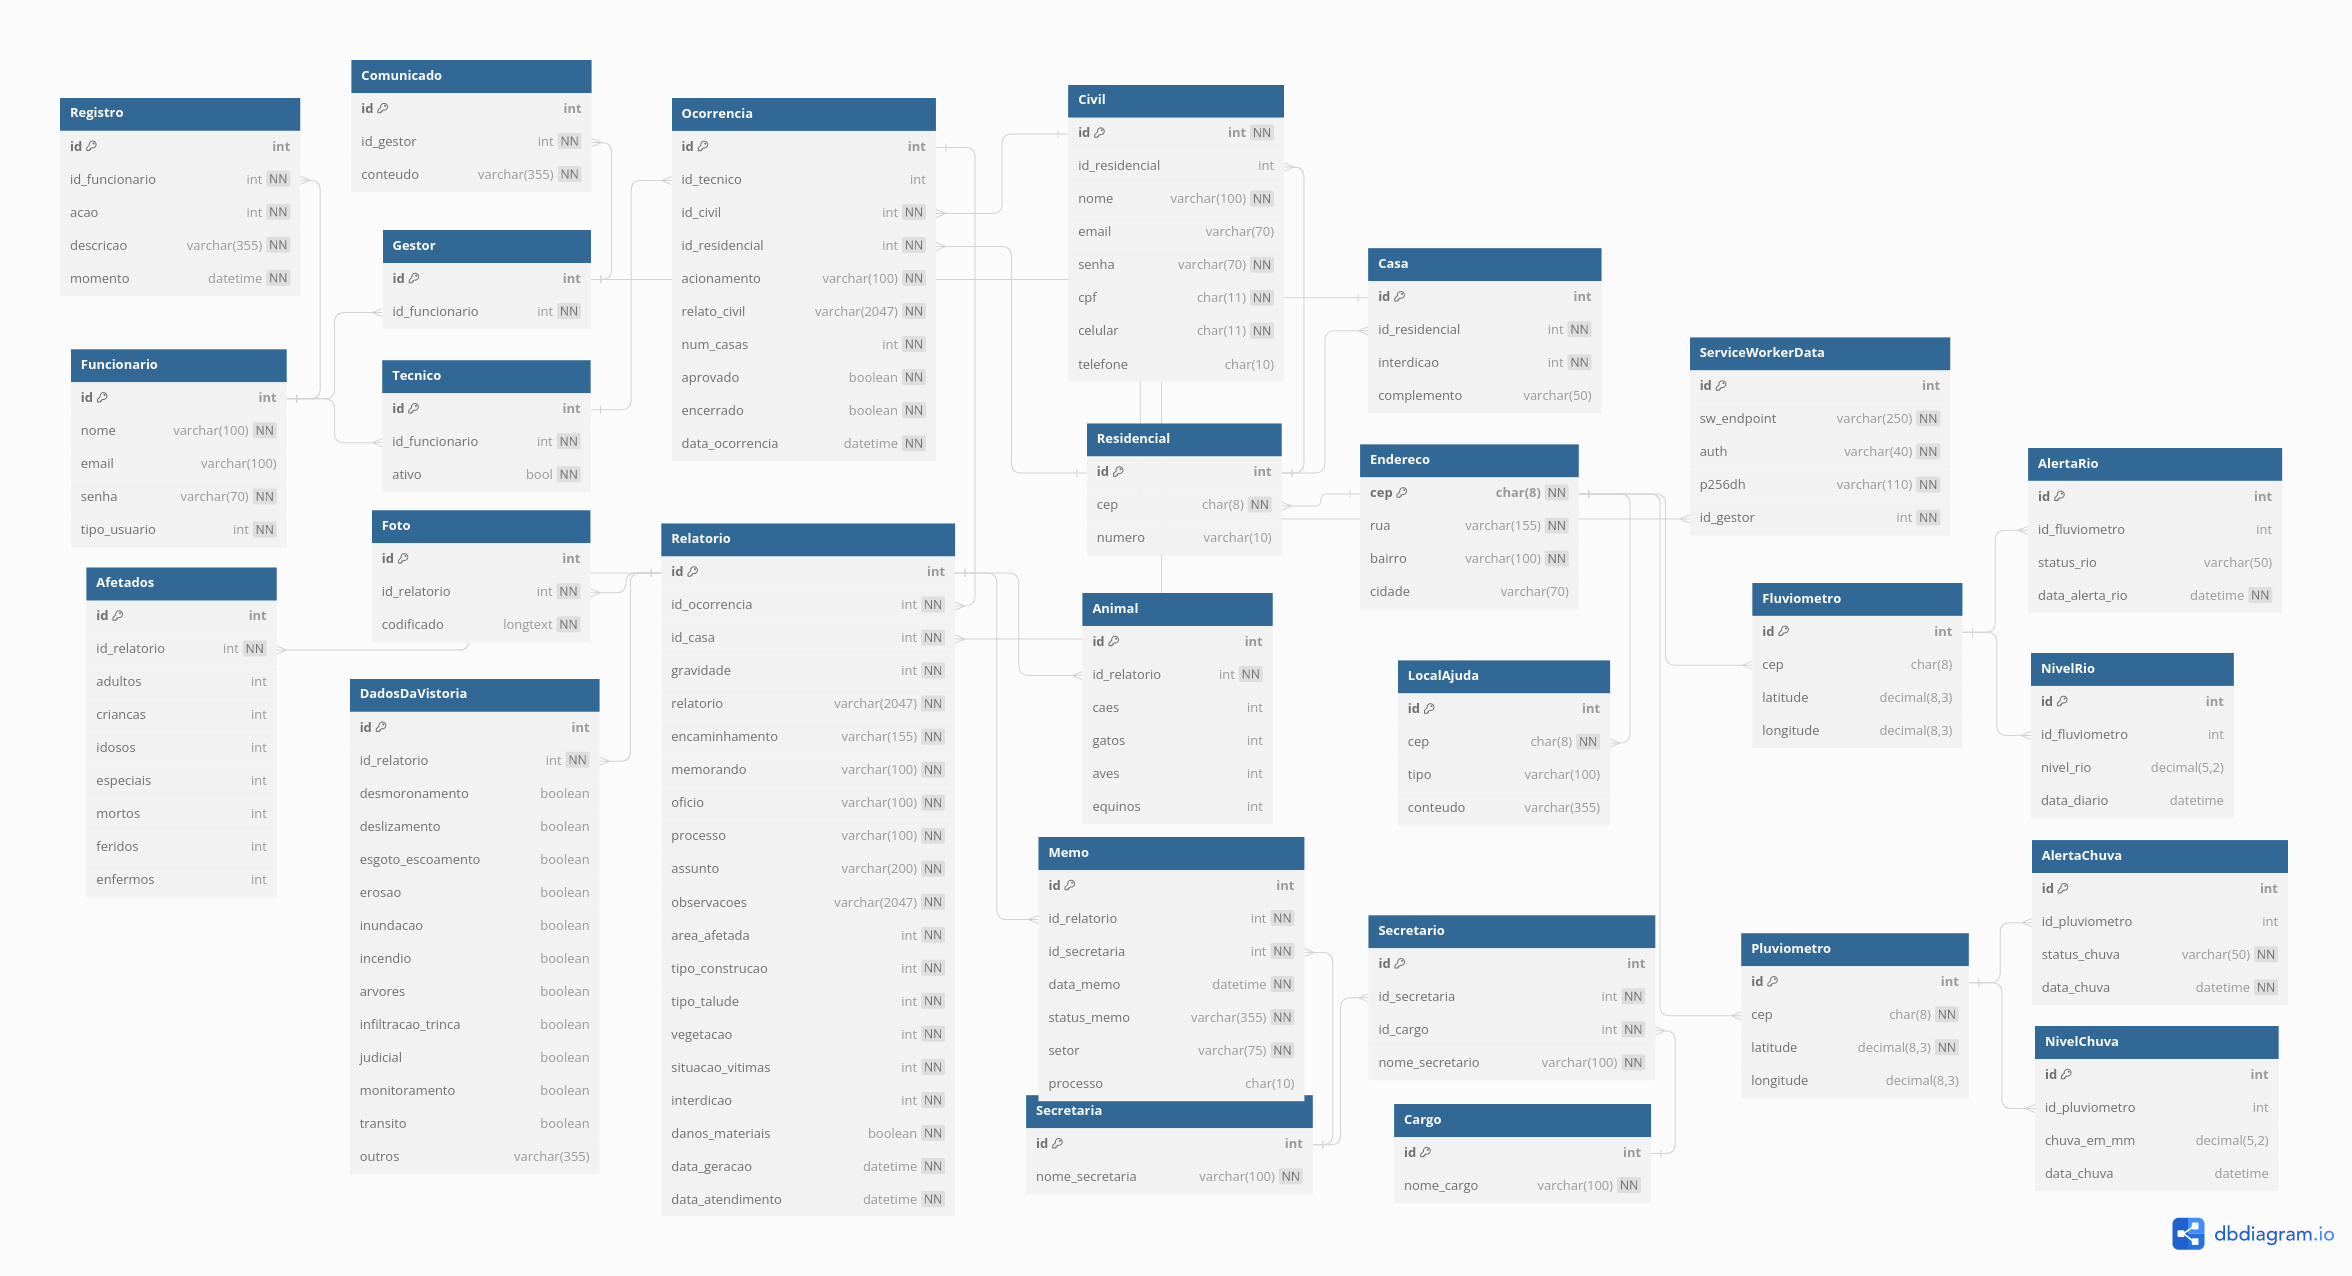 Comunicado
id int
id_gestor int NN
conteudo varchar(355) NN
Registro
id int
id_funcionario int NN
acao int NN
descricao varchar(355) NN
momento datetime NN
Gestor
id int
id_funcionario int NN
Funcionario
id int
nome varchar(100) NN
email varchar(100)
senha varchar(70) NN
tipo_usuario int NN
Tecnico
id int
id_funcionario int NN
ativo bool NN
Foto
id int
id_relatorio int NN
codificado longtext NN
Afetados
id int
id_relatorio int NN
adultos int
criancas int
idosos int
especiais int
mortos int
feridos int
enfermos int
DadosDaVistoria
id int
id_relatorio int NN
desmoronamento boolean
deslizamento boolean
esgoto_escoamento boolean
erosao boolean
inundacao boolean
incendio boolean
arvores boolean
infiltracao_trinca boolean
judicial boolean
monitoramento boolean
transito boolean
outros varchar(355)
Ocorrencia
id int
id_tecnico int
id_civil int NN
id_residencial int NN
acionamento varchar(100) NN
relato_civil varchar(2047) NN
num_casas int NN
aprovado boolean NN
encerrado boolean NN
data_ocorrencia datetime NN
Relatorio
id int
id_ocorrencia int NN
id_casa int NN
gravidade int NN
relatorio varchar(2047) NN
encaminhamento varchar(155) NN
memorando varchar(100) NN
oficio varchar(100) NN
processo varchar(100) NN
assunto varchar(200) NN
observacoes varchar(2047) NN
area_afetada int NN
tipo_construcao int NN
tipo_talude int NN
vegetacao int NN
situacao_vitimas int NN
interdicao int NN
danos_materiais boolean NN
data_geracao datetime NN
data_atendimento datetime NN
Civil
id int NN
id_residencial int
nome varchar(100) NN
email varchar(70)
senha varchar(70) NN
cpf char(11) NN
celular char(11) NN
telefone char(10)
Residencial
id int
cep char(8) NN
numero varchar(10)
Animal
id int
id_relatorio int NN
caes int
gatos int
aves int
equinos int
Memo
id int
id_relatorio int NN
id_secretaria int NN
data_memo datetime NN
status_memo varchar(355) NN
setor varchar(75) NN
processo char(10)
Secretaria
id int
nome_secretaria varchar(100) NN
Casa
id int
id_residencial int NN
interdicao int NN
complemento varchar(50)
Endereco
cep char(8) NN
rua varchar(155) NN
bairro varchar(100) NN
cidade varchar(70)
LocalAjuda
id int
cep char(8) NN
tipo varchar(100)
conteudo varchar(355)
Secretario
id int
id_secretaria int NN
id_cargo int NN
nome_secretario varchar(100) NN
Cargo
id int
nome_cargo varchar(100) NN
ServiceWorkerData
id int
sw_endpoint varchar(250) NN
auth varchar(40) NN
p256dh varchar(110) NN
id_gestor int NN
Fluviometro
id int
cep char(8)
latitude decimal(8,3)
longitude decimal(8,3)
Pluviometro
id int
cep char(8) NN
latitude decimal(8,3) NN
longitude decimal(8,3)
AlertaRio
id int
id_fluviometro int
status_rio varchar(50)
data_alerta_rio datetime NN
NivelRio
id int
id_fluviometro int
nivel_rio decimal(5,2)
data_diario datetime
AlertaChuva
id int
id_pluviometro int
status_chuva varchar(50) NN
data_chuva datetime NN
NivelChuva
id int
id_pluviometro int
chuva_em_mm decimal(5,2)
data_chuva datetime
dbdiagram.io